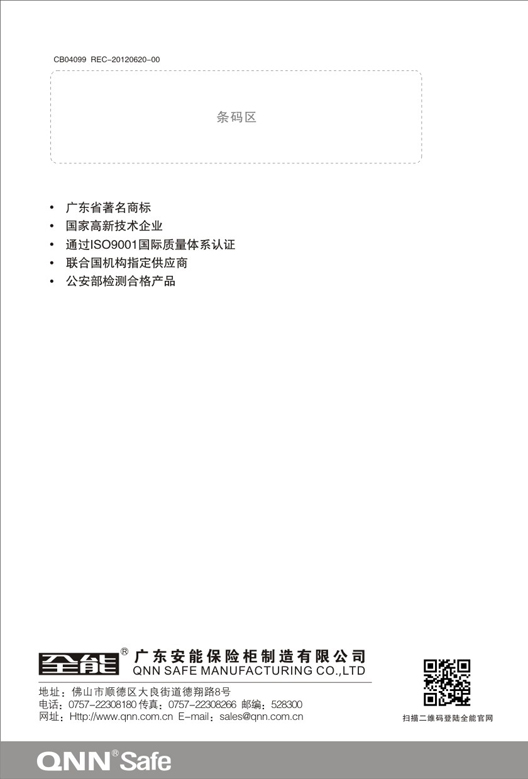 CB04099 REC-20120620-00
条码区
• 广东省著名商标
• 国家高新技术企业
• 通过ISO9001国际质量体系认证
• 联合国机构指定供应商
• 公安部检测合格产品
全能® 广东安能保险柜制造有限公司
QNN SAFE MANUFACTURING CO.,LTD
地址：佛山市顺德区大良街道德翔路8号
电话：0757-22308180 传真：0757-22308266 邮编：528300
网址：Http://www.qnn.com.cn E-mail：sales@qnn.com.cn
扫描二维码登陆全能官网
QNN® Safe